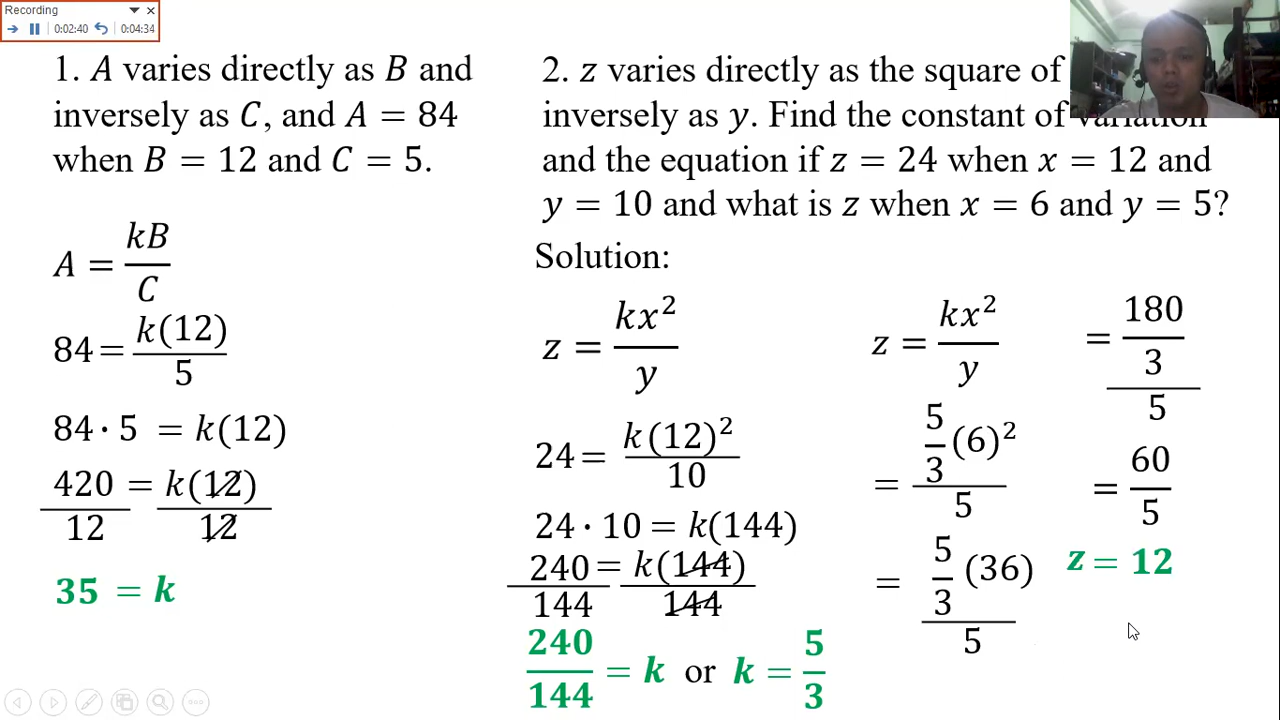 Recording
0:02:40 0:04:34
1. A varies directly as B and
inversely as C, and A = 84
when B = 12 and C = 5.
A = kB/C
84 = k(12)/5
84 · 5 = k(12)
420/12 = k(12)/12
35 = k
2. z varies directly as the square of
inversely as y. Find the constant of variation
and the equation if z = 24 when x = 12 and
y = 10 and what is z when x = 6 and y = 5?
Solution:
z = kx²/y
24 = k(12)²/10
24 · 10 = k(144)
240/144 = k(144)/144
240/144 = k or k = 5/3
z = kx²/y
= 5/3 (6)²/5
= 5/3 (36)/5
= 180/3/5
= 60/5
z = 12